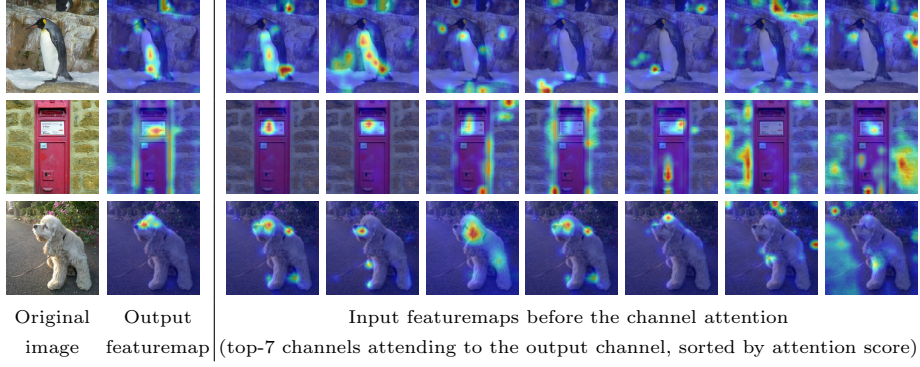 Original
image
Output
featuremap
Input featuremaps before the channel attention
(top-7 channels attending to the output channel, sorted by attention score)